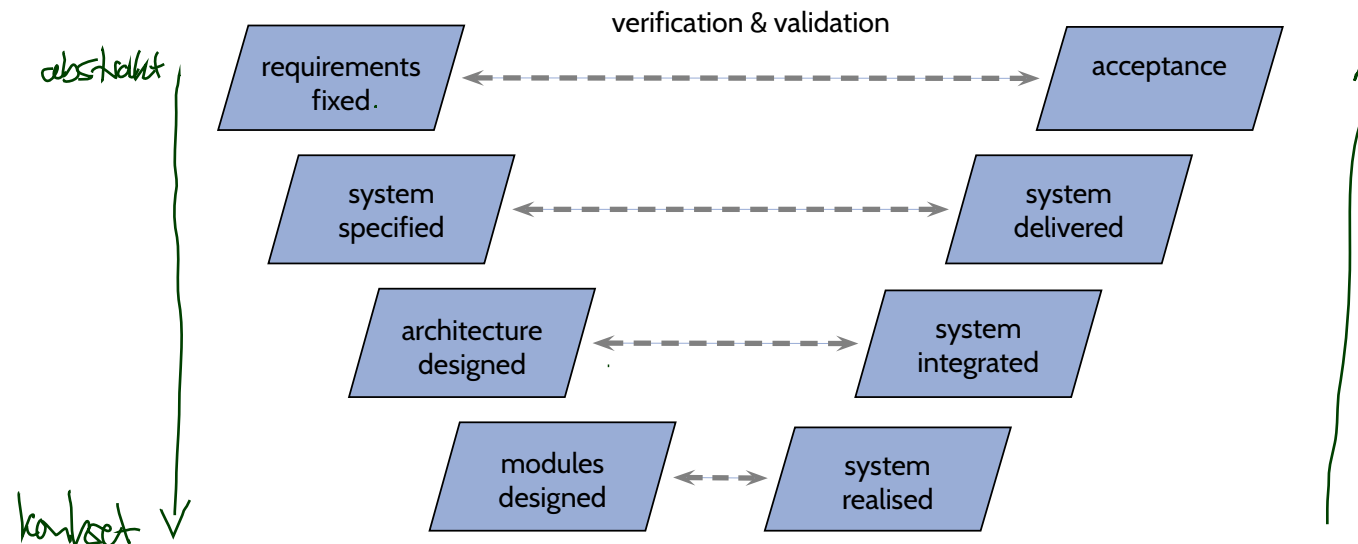 verification & validation
abstrakt
requirements
fixed.
acceptance
system
specified
system
delivered
architecture
designed
system
integrated
modules
designed
system
realised
konkret